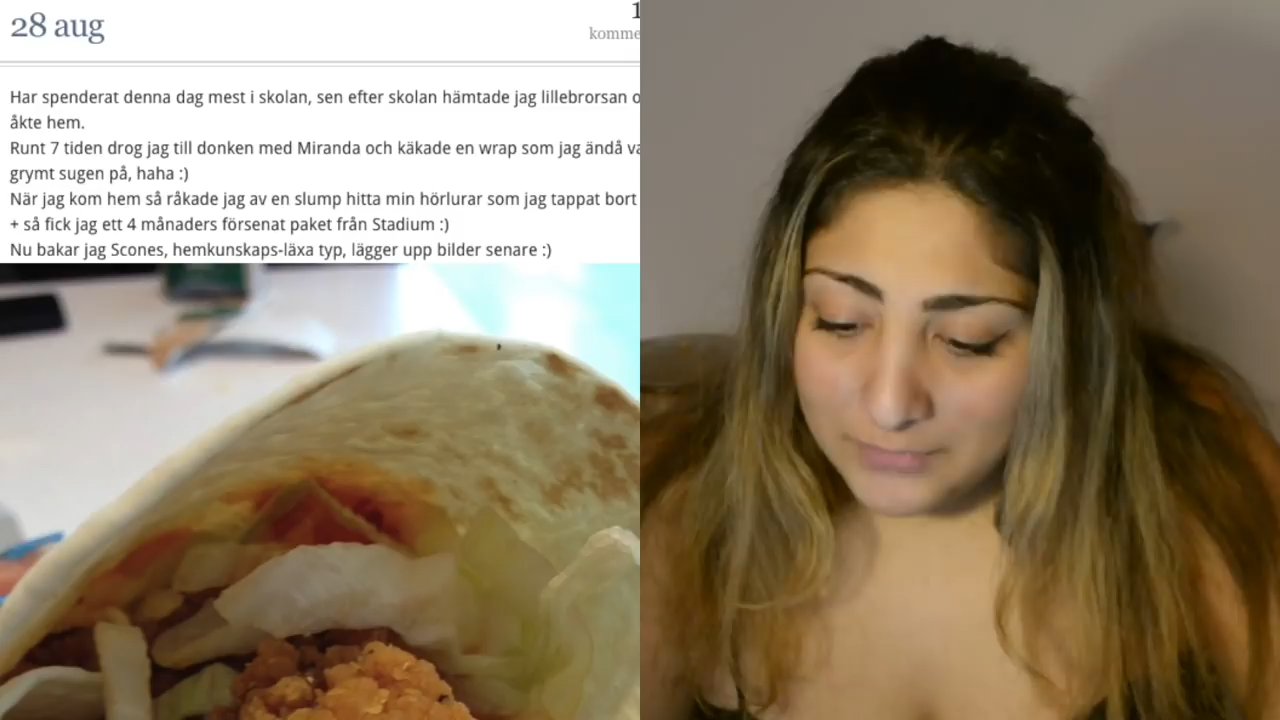 28 aug
1
komme
Har spenderat denna dag mest i skolan, sen efter skolan hämtade jag lillebrorsan o
åkte hem.
Runt 7 tiden drog jag till donken med Miranda och käkade en wrap som jag ändå va
grymt sugen på, haha :)
När jag kom hem så råkade jag av en slump hitta min hörlurar som jag tappat bort
+ så fick jag ett 4 månaders försenat paket från Stadium :)
Nu bakar jag Scones, hemkunskaps-läxa typ, lägger upp bilder senare :)